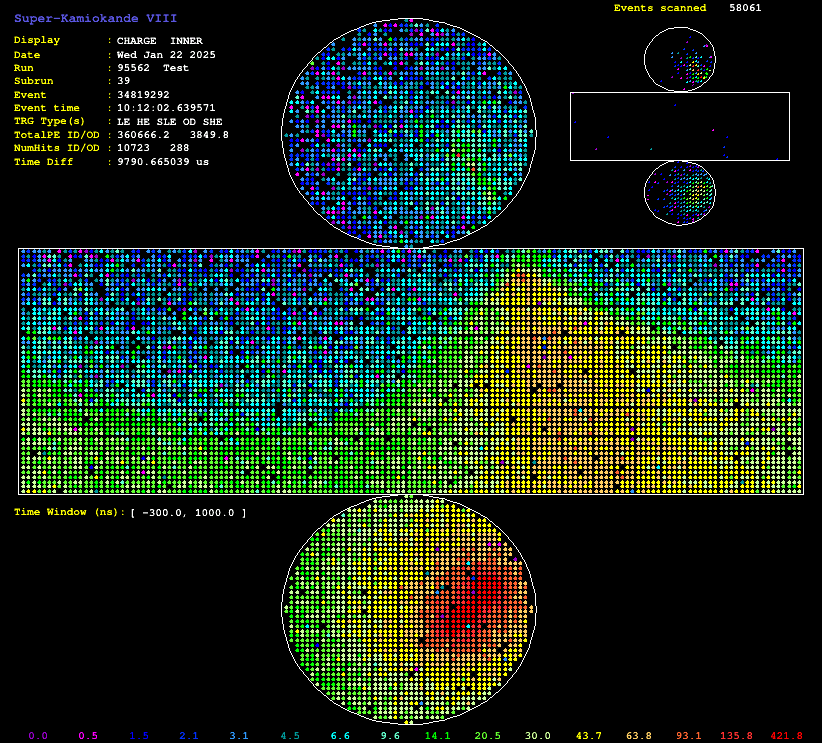 Super-Kamiokande VIII
Events scanned 58061
Display : CHARGE INNER
Date : Wed Jan 22 2025
Run : 95562 Test
Subrun : 39
Event : 34819292
Event time : 10:12:02.639571
TRG Type(s) : LE HE SLE OD SHE
TotalPE ID/OD : 360666.2 3849.8
NumHits ID/OD : 10723 288
Time Diff : 9790.665039 us
Time Window (ns): [ -300.0, 1000.0 ]
0.0 0.5 1.5 2.1 3.1 4.5 6.6 9.6 14.1 20.5 30.0 43.7 63.8 93.1 135.8 421.8